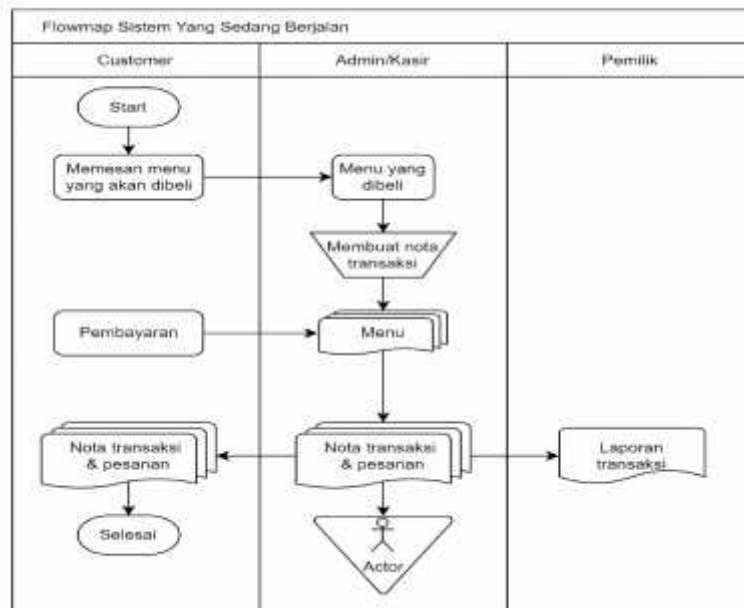 Flowmap Sistem Yang Sedang Berjalan
Customer
Admin/Kasir
Pemilik
Start
Memesan menu
yang akan dibeli
Menu yang
dibeli
Membuat nota
transaksi
Pembayaran
Menu
Nota transaksi
& pesanan
Nota transaksi
& pesanan
Laporan
transaksi
Selesai
Actor